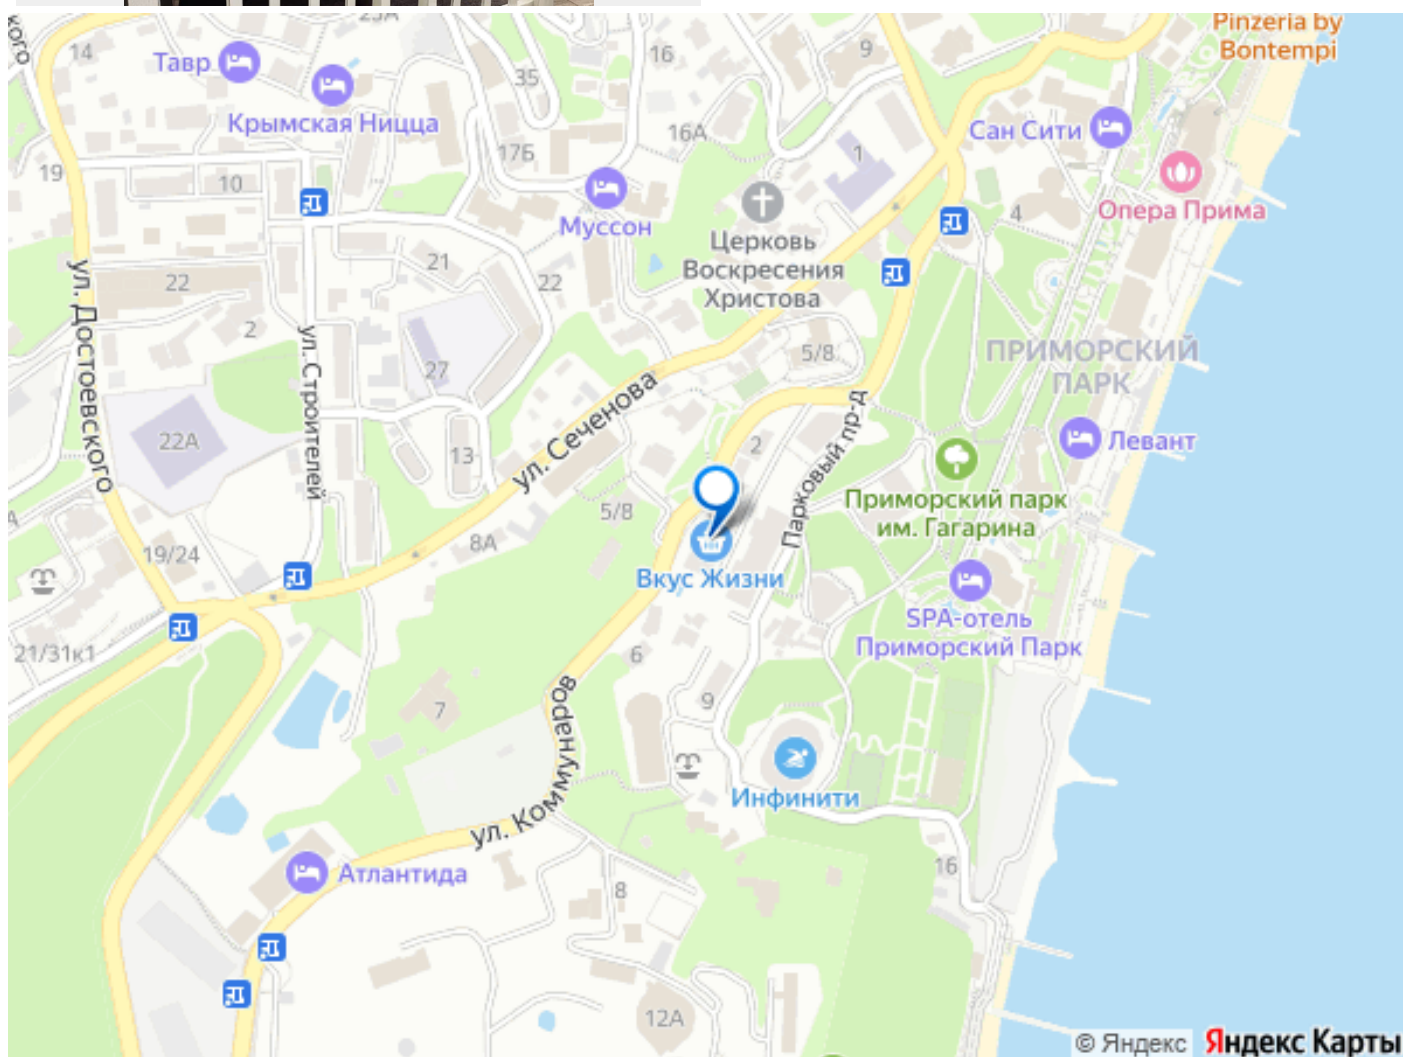 Pinzeria by
Bontempi
23А
14
Тавр
16
9
35
Крымская Ницца
16А
Сан Сити
17Б
1
19
10
Муссон
4
Опера Прима
Церковь
Воскресения
Христова
21
22
22
2
ул. Достоевского
ул. Строителей
27
5/8
ПРИМОРСКИЙ
ПАРК
ул. Сеченова
22А
13
2
Левант
Парковый пр-д
Приморский парк
им. Гагарина
5/8
8А
19/24
Вкус Жизни
SPA-отель
Приморский Парк
21/31к1
6
9
7
ул. Коммунаров
Инфинити
Атлантида
8
16
12А
© Яндекс Яндекс Карты